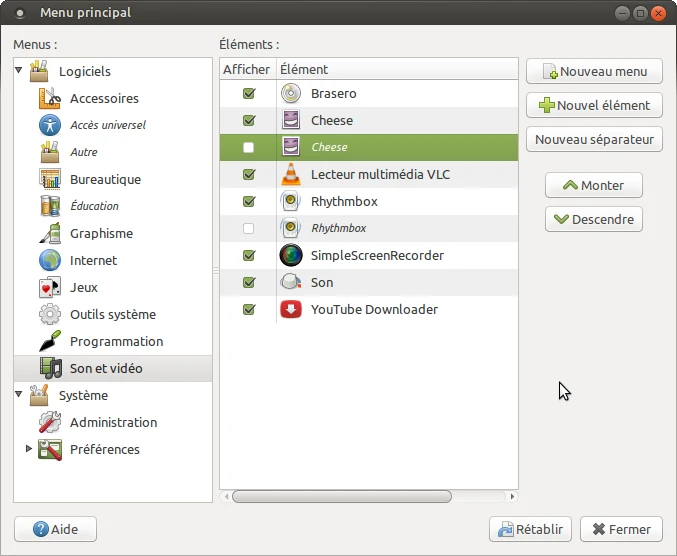 Menu principal
Menus :
Logiciels
Accessoires
Accès universel
Autre
Bureautique
Éducation
Graphisme
Internet
Jeux
Outils système
Programmation
Son et vidéo
Système
Administration
Préférences
Éléments :
Afficher Élément
Brasero
Cheese
Cheese
Lecteur multimédia VLC
Rhythmbox
Rhythmbox
SimpleScreenRecorder
Son
YouTube Downloader
Nouveau menu
Nouvel élément
Nouveau séparateur
Monter
Descendre
Aide
Rétablir
Fermer